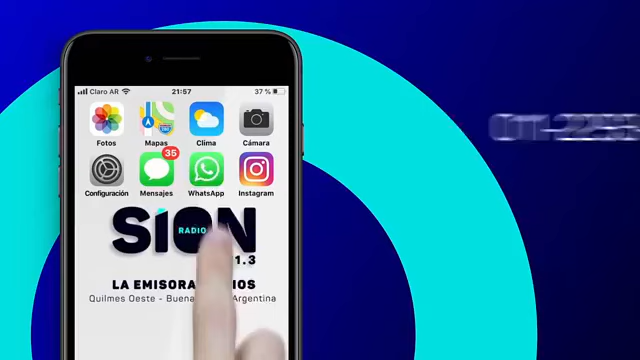 Claro AR 21:57 37 %
Fotos Mapas Clima Cámara
35
Configuración Mensajes WhatsApp Instagram
SION
RADIO
1.3
LA EMISORA
Quilmes Oeste - Argentina